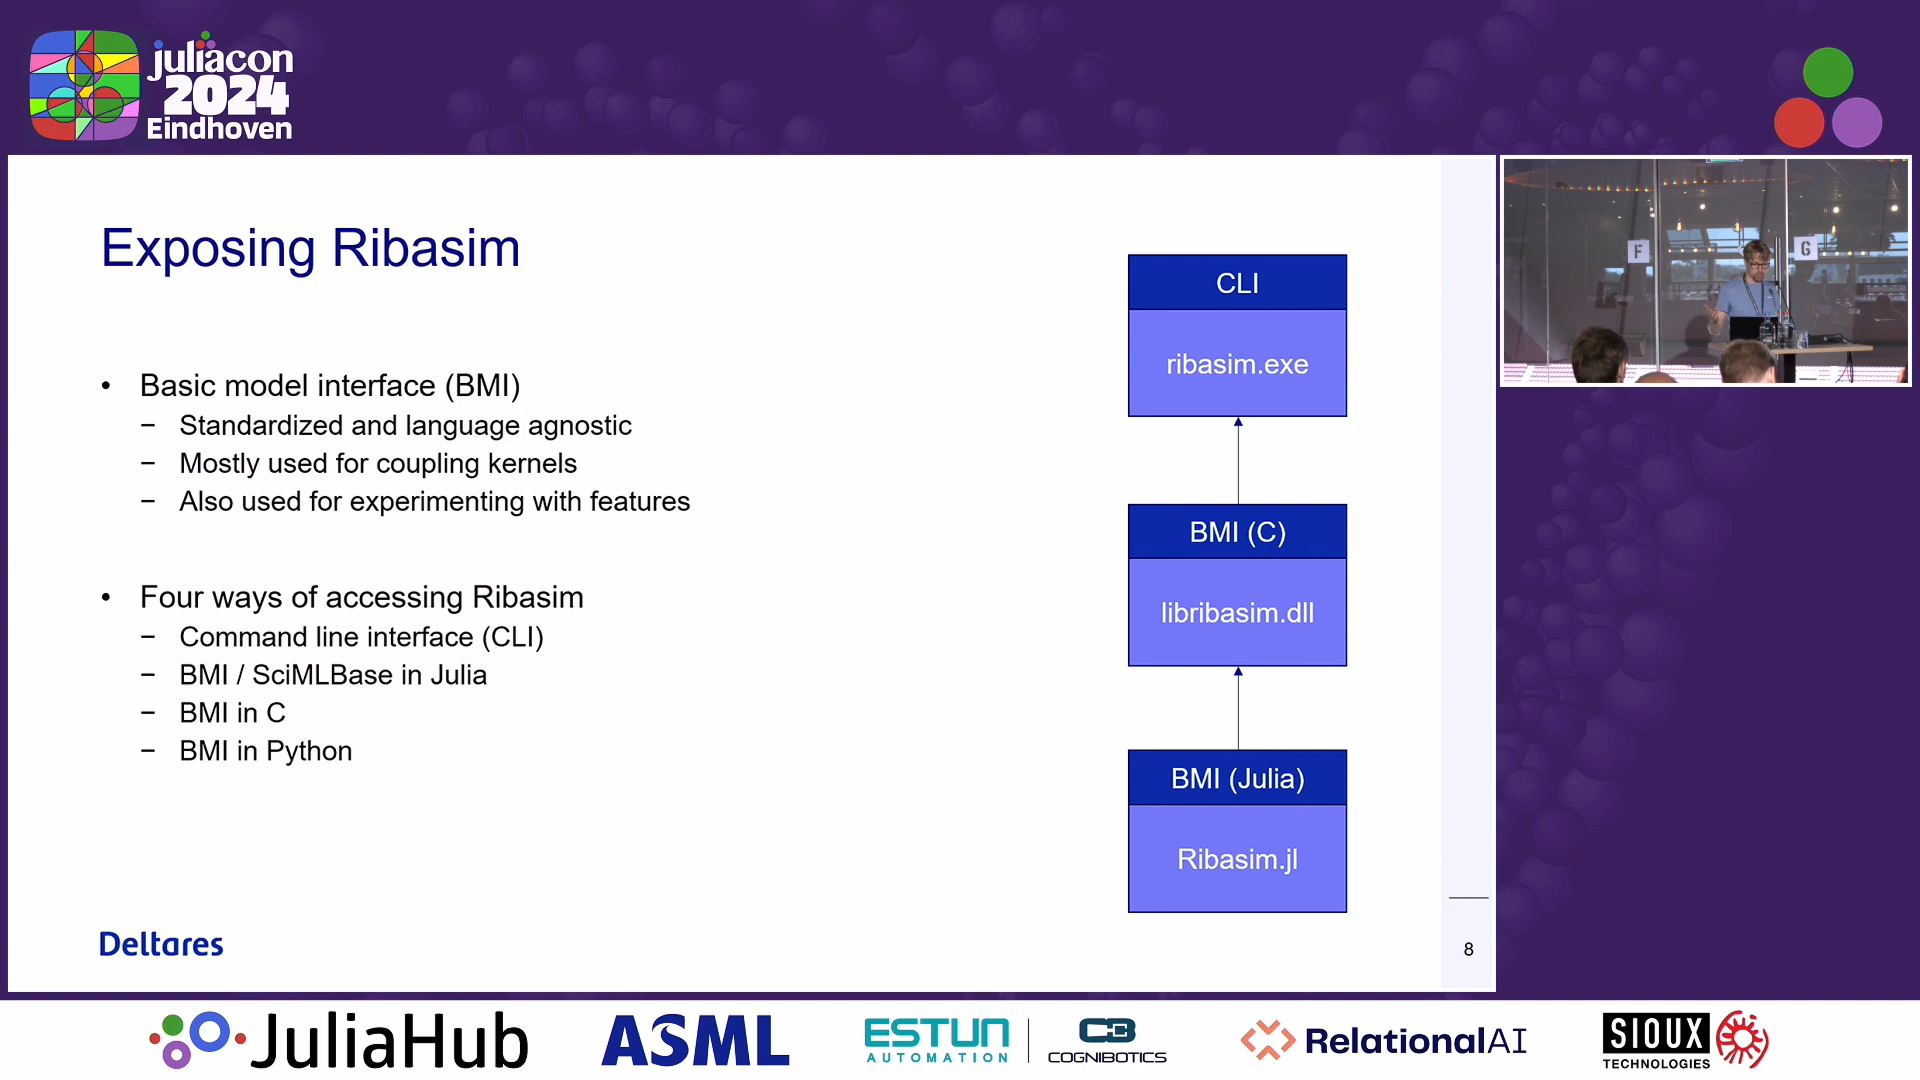 juliacon
2024
Eindhoven
Exposing Ribasim
• Basic model interface (BMI)
− Standardized and language agnostic
− Mostly used for coupling kernels
− Also used for experimenting with features
• Four ways of accessing Ribasim
− Command line interface (CLI)
− BMI / SciMLBase in Julia
− BMI in C
− BMI in Python
CLI
ribasim.exe
BMI (C)
libribasim.dll
BMI (Julia)
Ribasim.jl
Deltares
8
F
G
JuliaHub
ASML
ESTUN
AUTOMATION
COGNIBOTICS
RelationalAI
SIOUX
TECHNOLOGIES